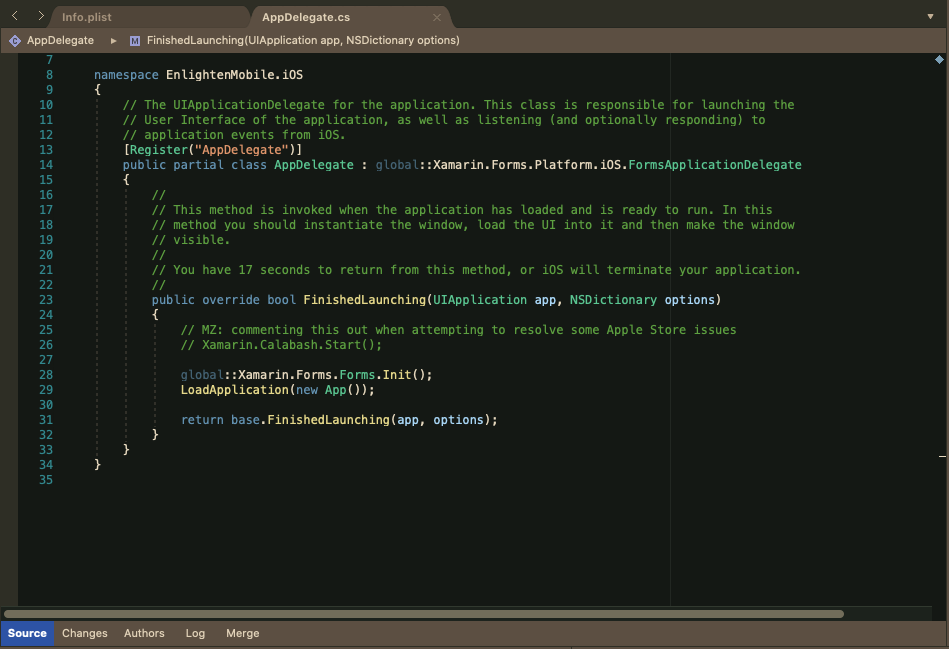 Info.plist
AppDelegate.cs
AppDelegate
M
FinishedLaunching(UIApplication app, NSDictionary options)
7
8 namespace EnlightenMobile.iOS
9 {
10 // The UIApplicationDelegate for the application. This class is responsible for launching the
11 // User Interface of the application, as well as listening (and optionally responding) to
12 // application events from iOS.
13 [Register("AppDelegate")]
14 public partial class AppDelegate : global::Xamarin.Forms.Platform.iOS.FormsApplicationDelegate
15 {
16 //
17 // This method is invoked when the application has loaded and is ready to run. In this
18 // method you should instantiate the window, load the UI into it and then make the window
19 // visible.
20 //
21 // You have 17 seconds to return from this method, or iOS will terminate your application.
22 //
23 public override bool FinishedLaunching(UIApplication app, NSDictionary options)
24 {
25 // MZ: commenting this out when attempting to resolve some Apple Store issues
26 // Xamarin.Calabash.Start();
27
28 global::Xamarin.Forms.Forms.Init();
29 LoadApplication(new App());
30
31 return base.FinishedLaunching(app, options);
32 }
33 }
34 }
35
Source Changes Authors Log Merge